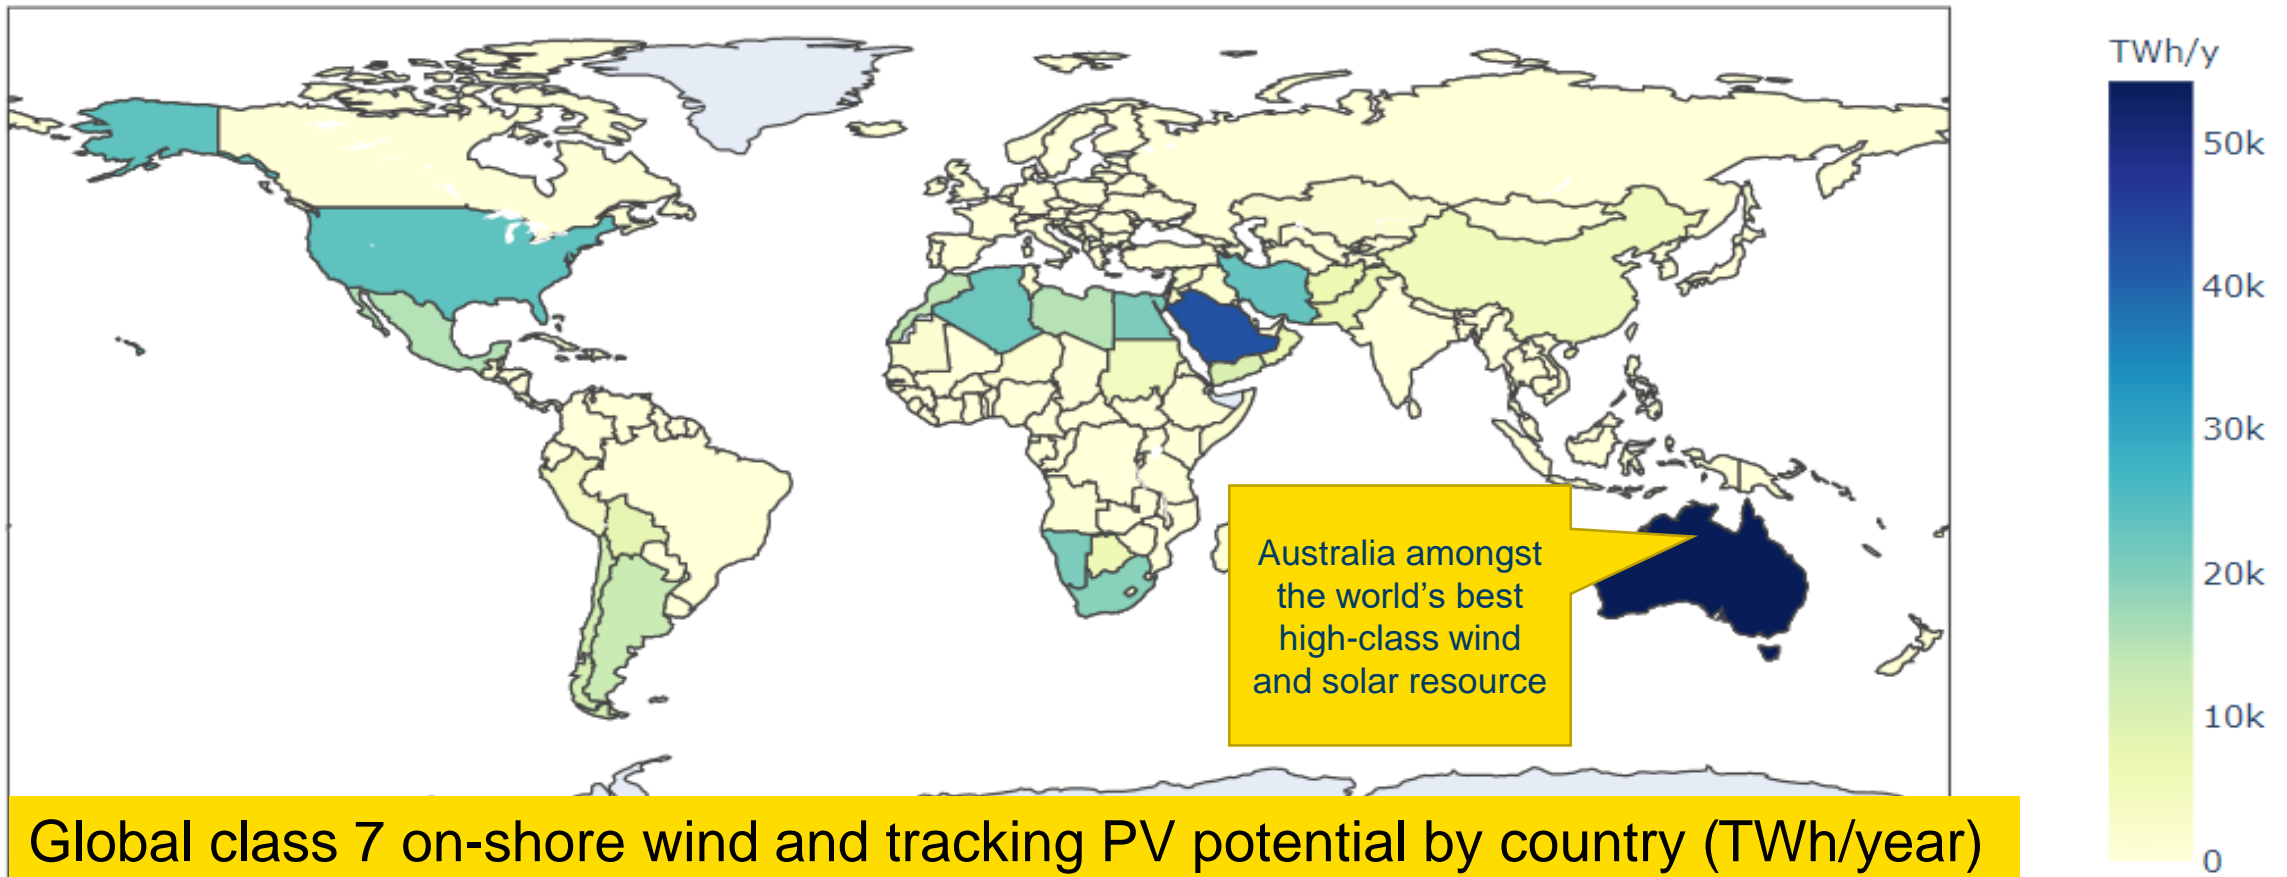 TWh/y
50k
40k
30k
20k
10k
0
Australia amongst
the world’s best
high-class wind
and solar resource
Global class 7 on-shore wind and tracking PV potential by country (TWh/year)